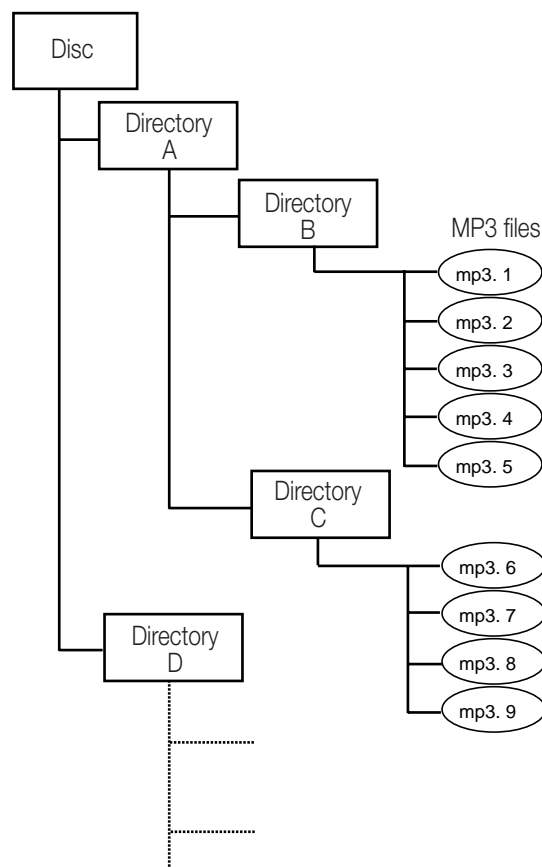 Disc
Directory
A
Directory
B
MP3 files
mp3. 1
mp3. 2
mp3. 3
mp3. 4
mp3. 5
Directory
C
mp3. 6
mp3. 7
mp3. 8
mp3. 9
Directory
D